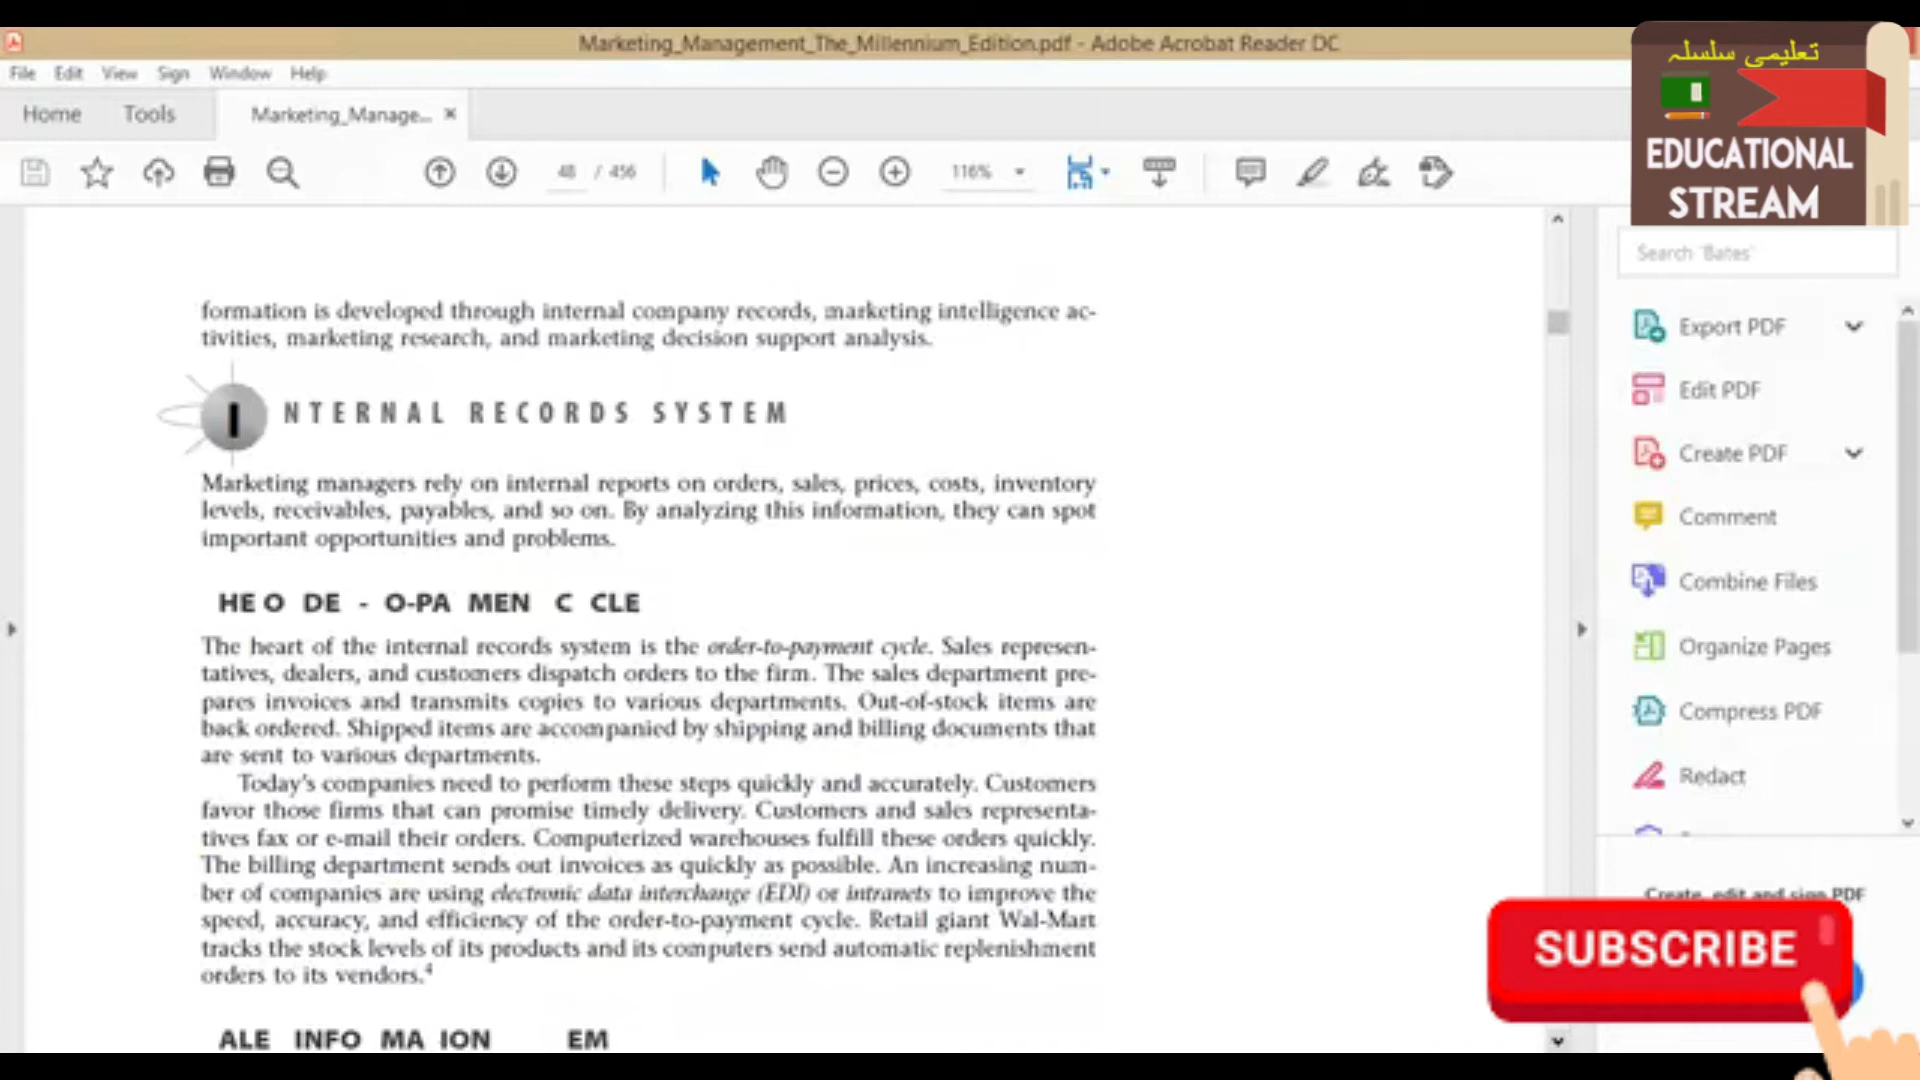 Marketing_Management_The_Millennium_Edition.pdf - Adobe Acrobat Reader DC
File Edit View Sign Window Help
Home Tools Marketing_Manage... ×
48 / 456 116%
تعلیمی سلسلہ
EDUCATIONAL
STREAM
Search 'Bates'
formation is developed through internal company records, marketing intelligence ac-
tivities, marketing research, and marketing decision support analysis.
INTERNAL RECORDS SYSTEM
Marketing managers rely on internal reports on orders, sales, prices, costs, inventory
levels, receivables, payables, and so on. By analyzing this information, they can spot
important opportunities and problems.
HE O DE - O-PA MEN C CLE
The heart of the internal records system is the order-to-payment cycle. Sales represen-
tatives, dealers, and customers dispatch orders to the firm. The sales department pre-
pares invoices and transmits copies to various departments. Out-of-stock items are
back ordered. Shipped items are accompanied by shipping and billing documents that
are sent to various departments.
Today's companies need to perform these steps quickly and accurately. Customers
favor those firms that can promise timely delivery. Customers and sales representa-
tives fax or e-mail their orders. Computerized warehouses fulfill these orders quickly.
The billing department sends out invoices as quickly as possible. An increasing num-
ber of companies are using electronic data interchange (EDI) or intranets to improve the
speed, accuracy, and efficiency of the order-to-payment cycle. Retail giant Wal-Mart
tracks the stock levels of its products and its computers send automatic replenishment
orders to its vendors.⁴
ALE INFO MA ION EM
Export PDF
Edit PDF
Create PDF
Comment
Combine Files
Organize Pages
Compress PDF
Redact
Create, edit and sign PDF
SUBSCRIBE